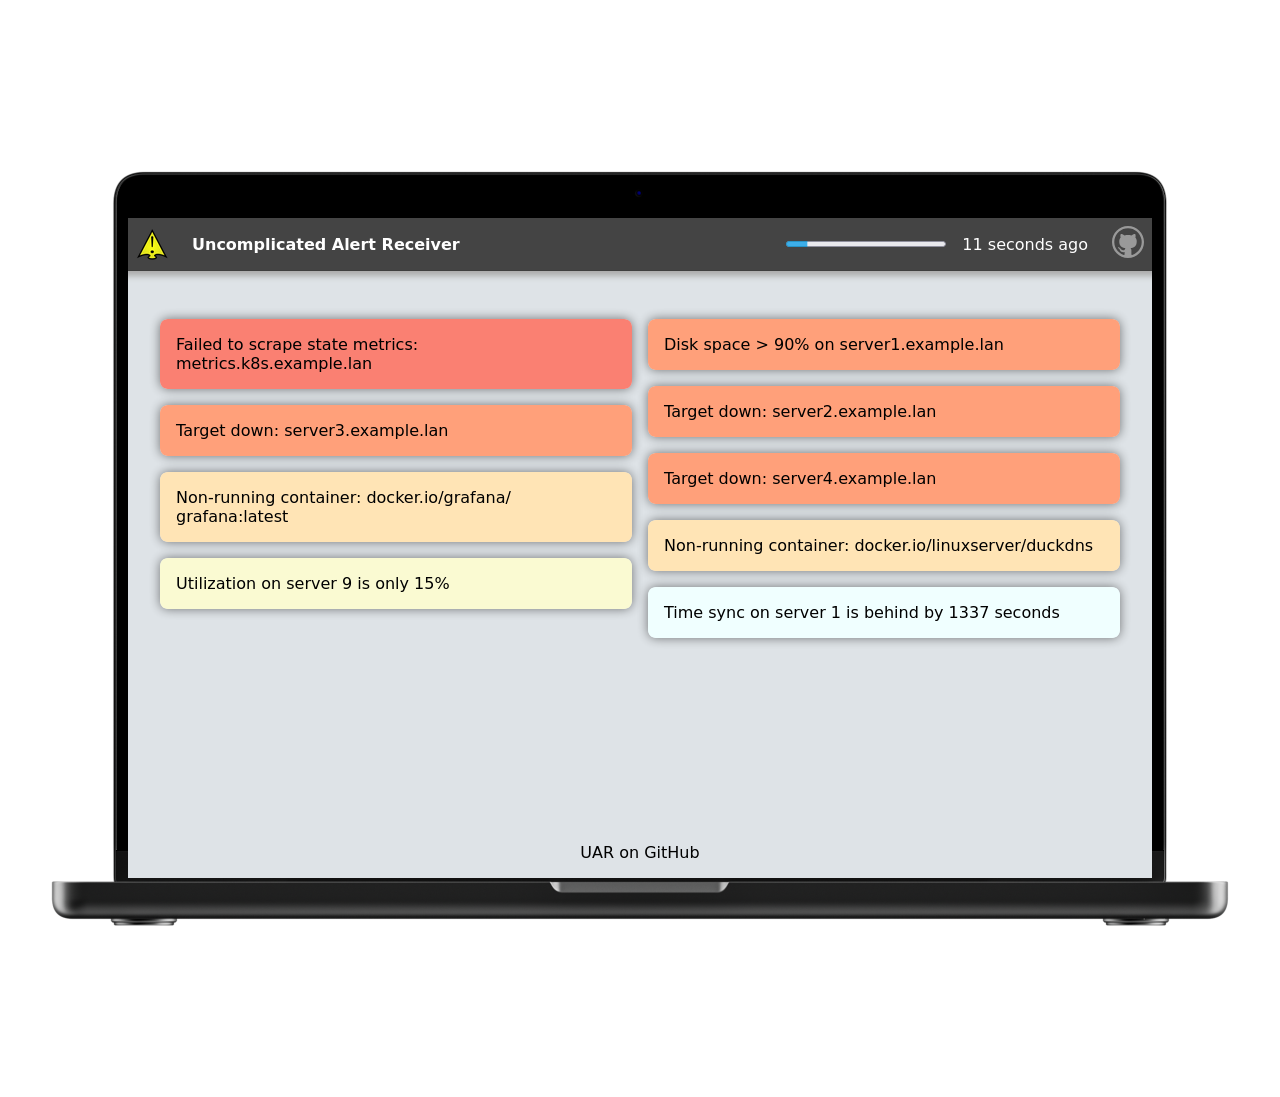 Uncomplicated Alert Receiver
11 seconds ago
Failed to scrape state metrics:
metrics.k8s.example.lan
Target down: server3.example.lan
Non-running container: docker.io/grafana/
grafana:latest
Utilization on server 9 is only 15%
Disk space > 90% on server1.example.lan
Target down: server2.example.lan
Target down: server4.example.lan
Non-running container: docker.io/linuxserver/duckdns
Time sync on server 1 is behind by 1337 seconds
UAR on GitHub